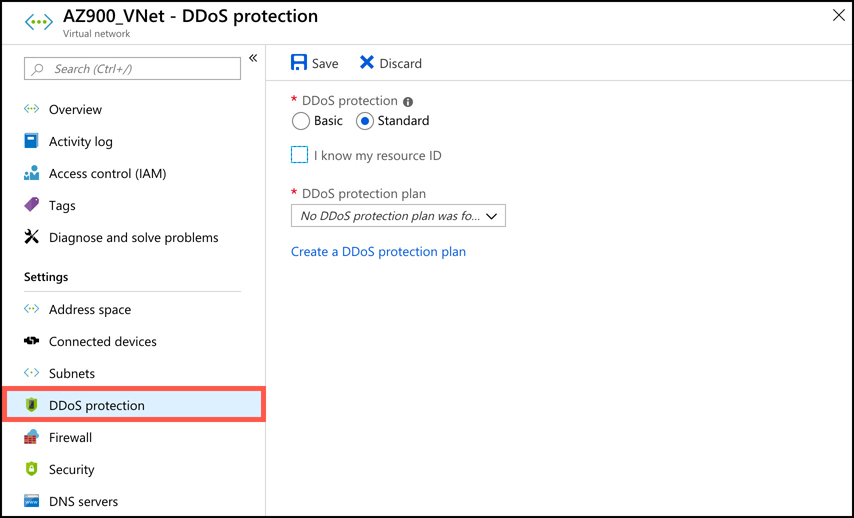 AZ900_VNet - DDoS protection
Virtual network
Search (Ctrl+/)
«
Overview
Activity log
Access control (IAM)
Tags
Diagnose and solve problems
Settings
Address space
Connected devices
Subnets
DDoS protection
Firewall
Security
DNS servers
Save Discard
* DDoS protection
Basic Standard
I know my resource ID
* DDoS protection plan
No DDoS protection plan was fo...
Create a DDoS protection plan